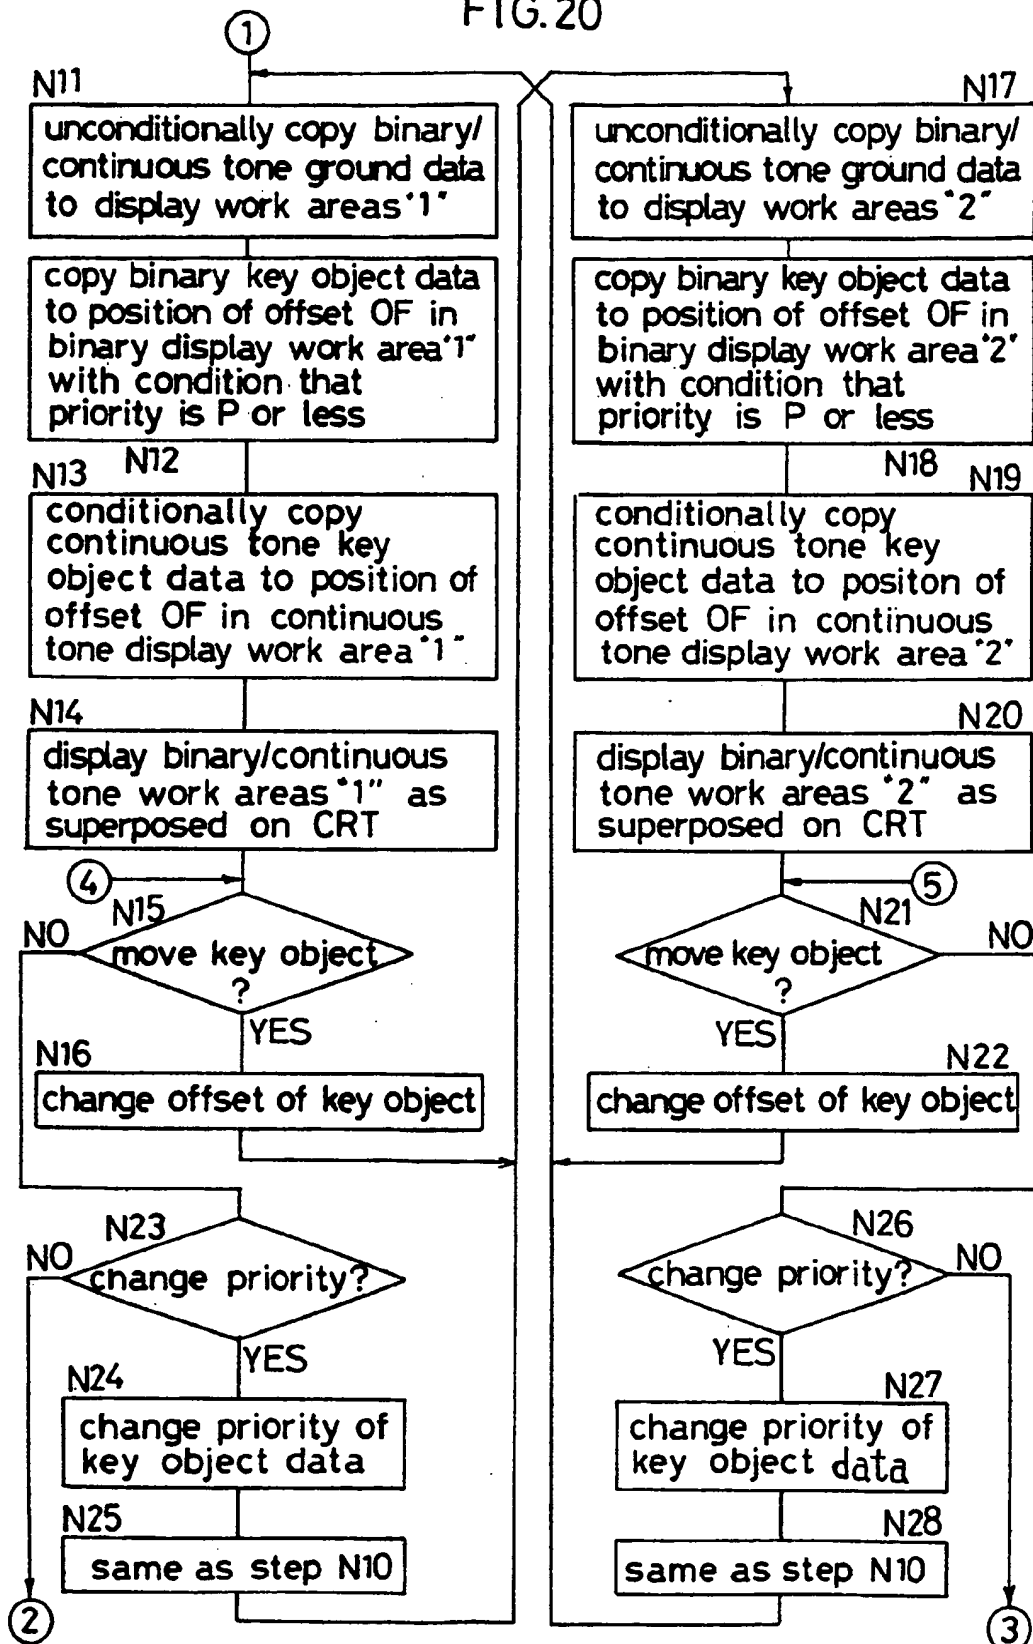 FIG. 20
1
N11
unconditionally copy binary/
continuous tone ground data
to display work areas "1"
copy binary key object data
to position of offset OF in
binary display work area "1"
with condition that
priority is P or less
N12
N13
conditionally copy
continuous tone key
object data to position of
offset OF in continuous
tone display work area "1"
N14
display binary/continuous
tone work areas "1" as
superposed on CRT
4
N15
NO
move key object
?
YES
N16
change offset of key object
N23
NO
change priority?
YES
N24
change priority of
key object data
N25
same as step N10
2
N17
unconditionally copy binary/
continuous tone ground data
to display work areas "2"
copy binary key object data
to position of offset OF in
binary display work area "2"
with condition that
priority is P or less
N18
N19
conditionally copy
continuous tone key
object data to positon of
offset OF in continuous
tone display work area "2"
N20
display binary/continuous
tone work areas "2" as
superposed on CRT
5
N21
NO
move key object
?
YES
N22
change offset of key object
N26
NO
change priority?
YES
N27
change priority of
key object data
N28
same as step N10
3